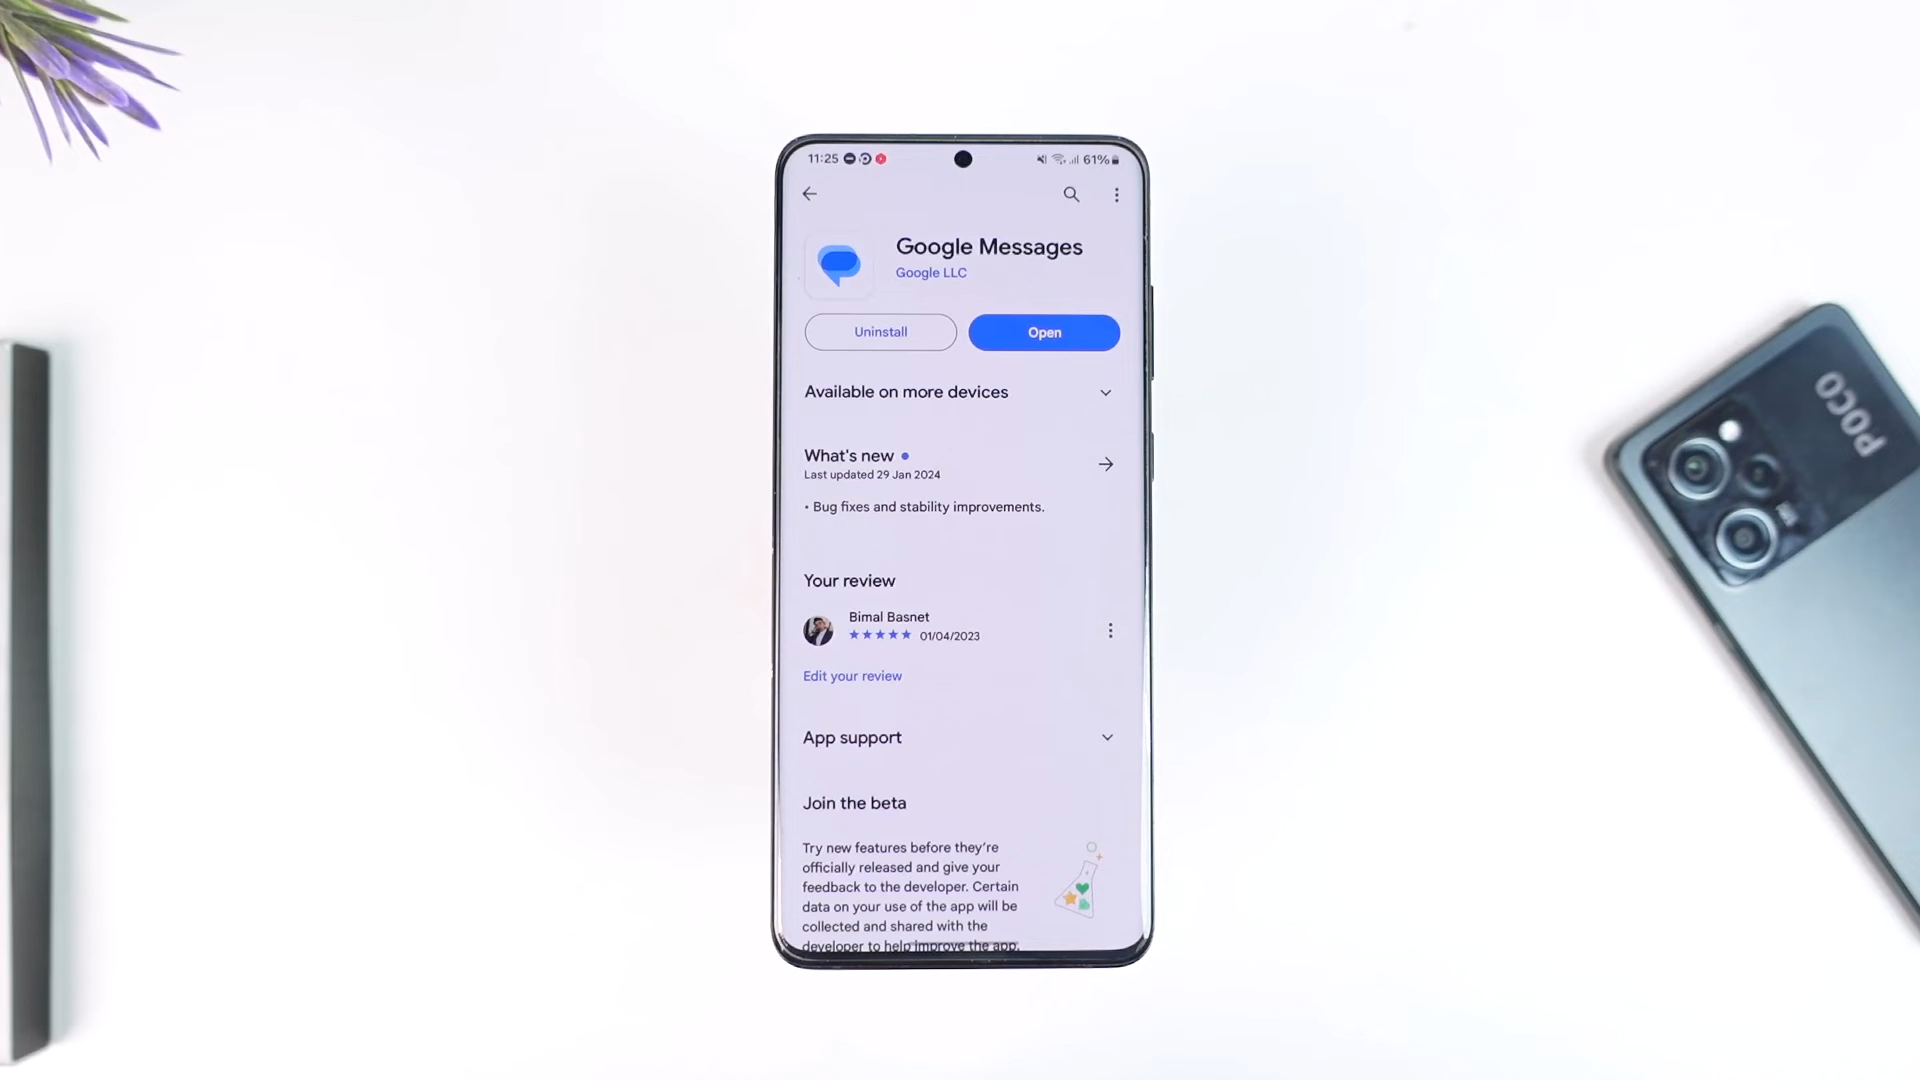 11:25
61%
Google Messages
Google LLC
Uninstall
Open
Available on more devices
What's new
Last updated 29 Jan 2024
• Bug fixes and stability improvements.
Your review
Bimal Basnet
01/04/2023
Edit your review
App support
Join the beta
Try new features before they're
officially released and give your
feedback to the developer. Certain
data on your use of the app will be
collected and shared with the
developer to help improve the app.
POCO